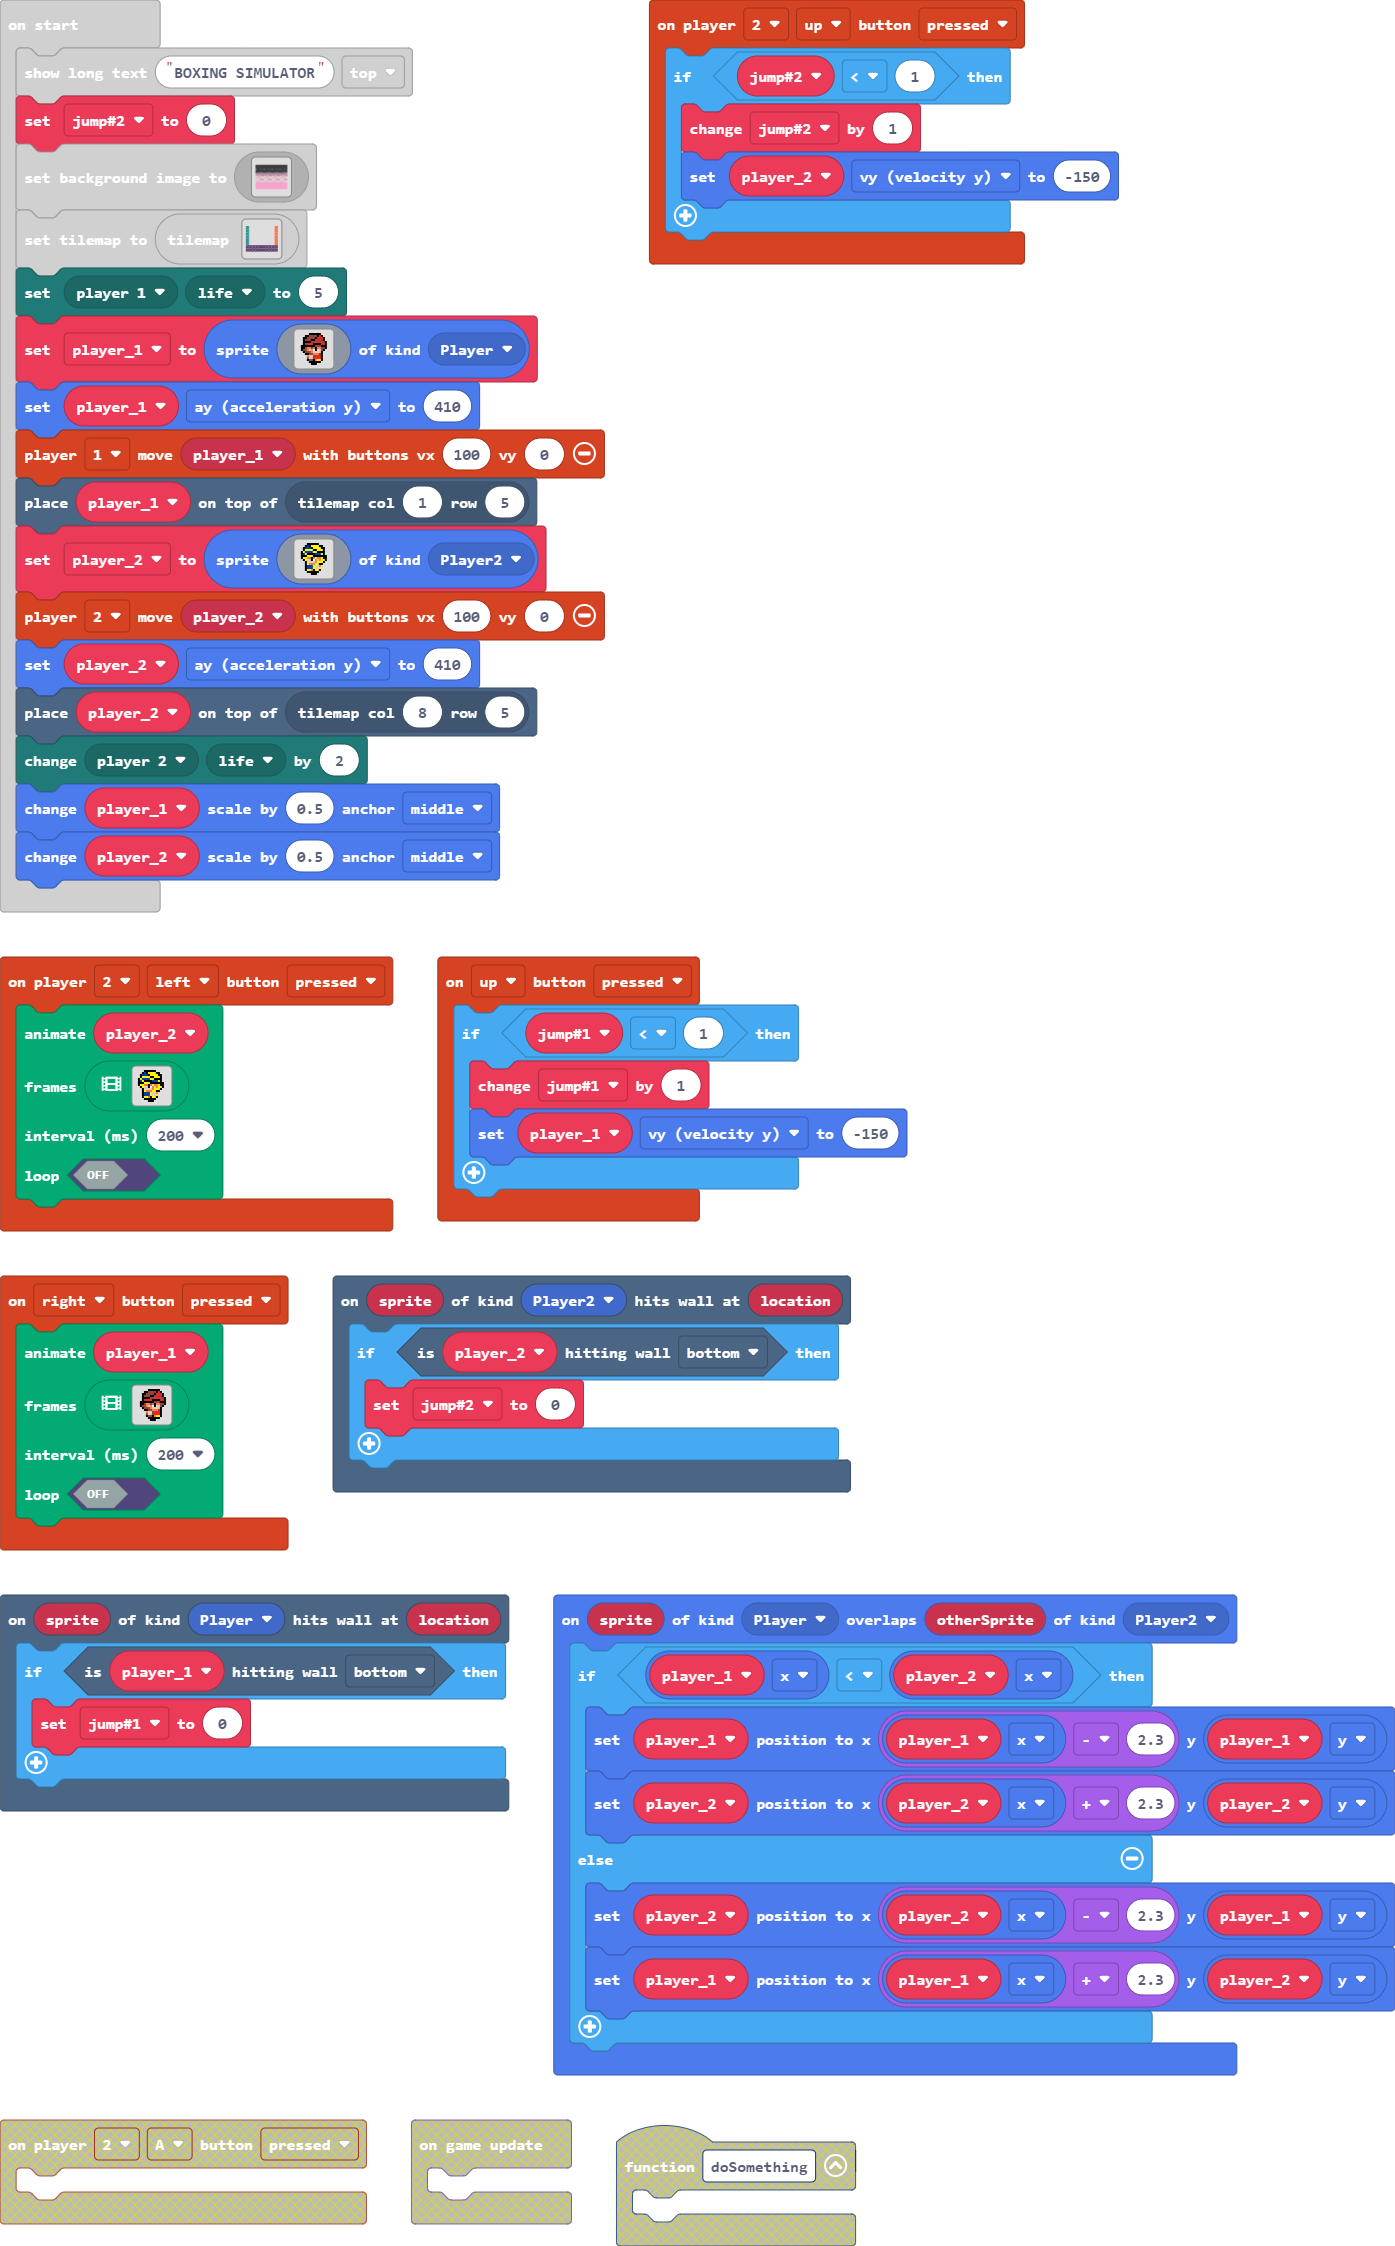 on start
show long text "BOXING SIMULATOR" top
set jump#2 to 0
set background image to
set tilemap to tilemap
set player 1 life to 5
set player_1 to sprite of kind Player
set player_1 ay (acceleration y) to 410
player 1 move player_1 with buttons vx 100 vy 0
place player_1 on top of tilemap col 1 row 5
set player_2 to sprite of kind Player2
player 2 move player_2 with buttons vx 100 vy 0
set player_2 ay (acceleration y) to 410
place player_2 on top of tilemap col 8 row 5
change player 2 life by 2
change player_1 scale by 0.5 anchor middle
change player_2 scale by 0.5 anchor middle
on player 2 up button pressed
if jump#2 < 1 then
change jump#2 by 1
set player_2 vy (velocity y) to -150
on player 2 left button pressed
animate player_2
frames
interval (ms) 200
loop OFF
on up button pressed
if jump#1 < 1 then
change jump#1 by 1
set player_1 vy (velocity y) to -150
on right button pressed
animate player_1
frames
interval (ms) 200
loop OFF
on sprite of kind Player2 hits wall at location
if is player_2 hitting wall bottom then
set jump#2 to 0
on sprite of kind Player hits wall at location
if is player_1 hitting wall bottom then
set jump#1 to 0
on sprite of kind Player overlaps otherSprite of kind Player2
if player_1 x < player_2 x then
set player_1 position to x player_1 x - 2.3 y player_1 y
set player_2 position to x player_2 x + 2.3 y player_2 y
else
set player_2 position to x player_2 x - 2.3 y player_1 y
set player_1 position to x player_1 x + 2.3 y player_2 y
on player 2 A button pressed
on game update
function doSomething